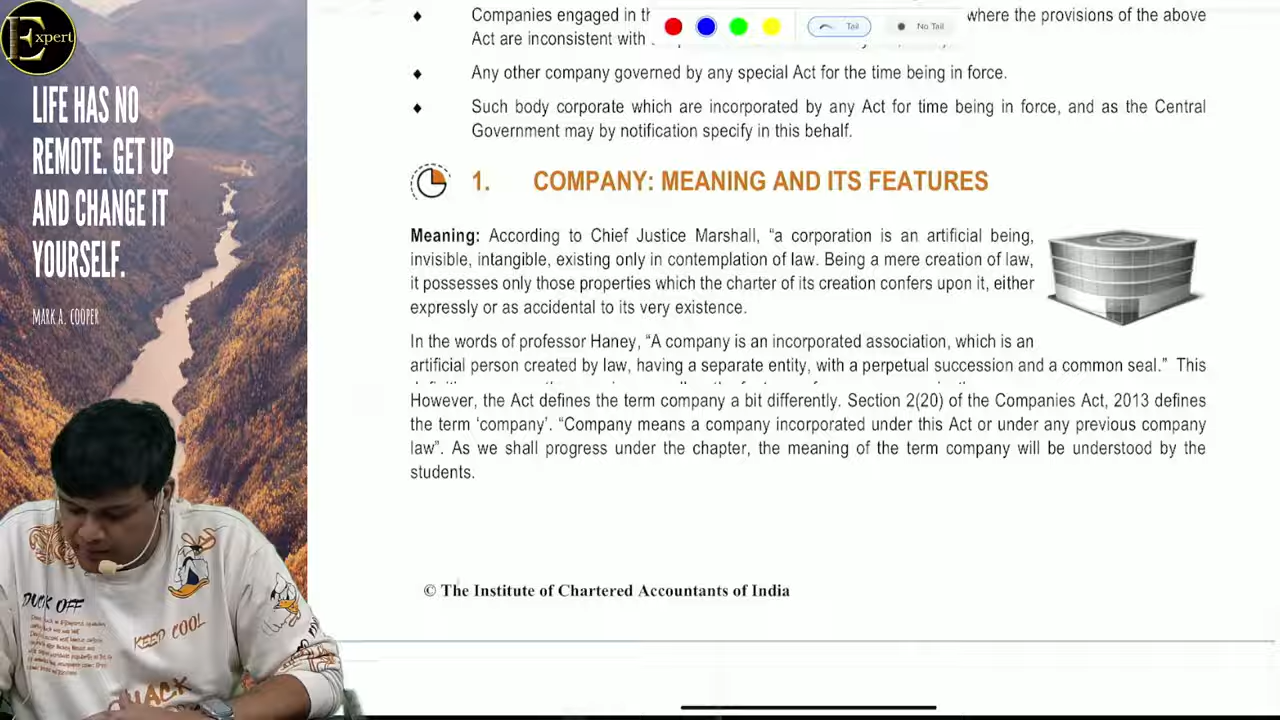 Expert
LIFE HAS NO
REMOTE. GET UP
AND CHANGE IT
YOURSELF.
MARK A. COOPER
Tail
No Tail
♦ Companies engaged in where the provisions of the above
Act are inconsistent with
♦ Any other company governed by any special Act for the time being in force.
♦ Such body corporate which are incorporated by any Act for time being in force, and as the Central
Government may by notification specify in this behalf.
1. COMPANY: MEANING AND ITS FEATURES
Meaning: According to Chief Justice Marshall, “a corporation is an artificial being,
invisible, intangible, existing only in contemplation of law. Being a mere creation of law,
it possesses only those properties which the charter of its creation confers upon it, either
expressly or as accidental to its very existence.
In the words of professor Haney, “A company is an incorporated association, which is an
artificial person created by law, having a separate entity, with a perpetual succession and a common seal.” This
However, the Act defines the term company a bit differently. Section 2(20) of the Companies Act, 2013 defines
the term ‘company’. “Company means a company incorporated under this Act or under any previous company
law”. As we shall progress under the chapter, the meaning of the term company will be understood by the
students.
© The Institute of Chartered Accountants of India
DUCK OFF
KEEP COOL
QUACK